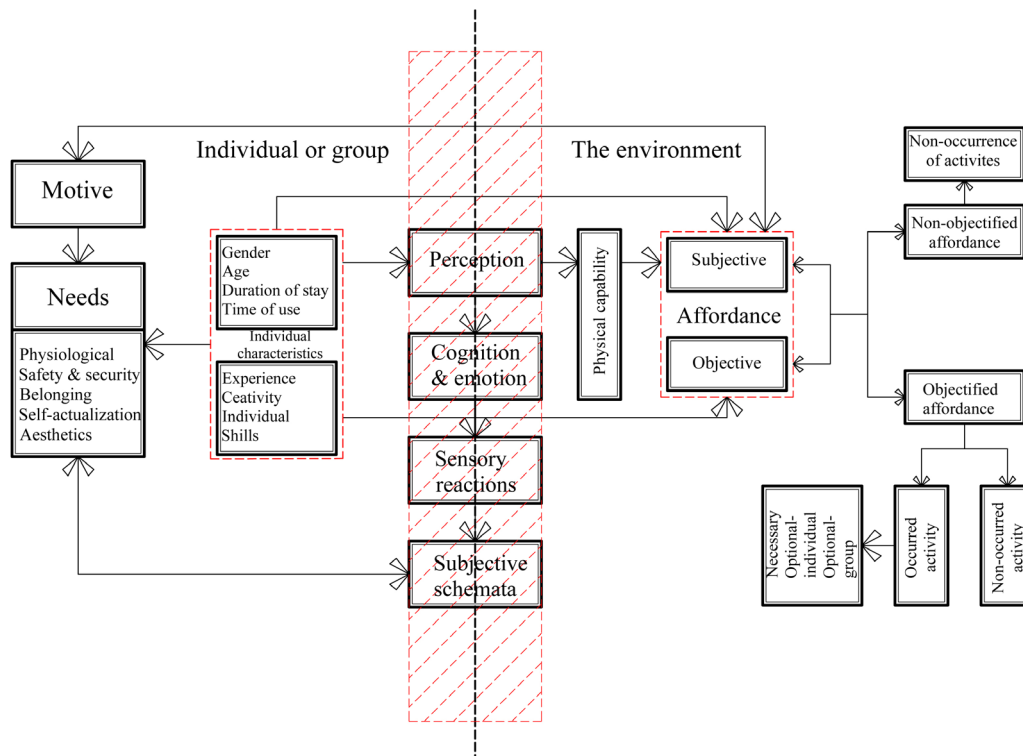 Individual or group
The environment
Motive
Needs
Physiological
Safety & security
Belonging
Self-actualization
Aesthetics
Gender
Age
Duration of stay
Time of use
Individual
characteristics
Experience
Ceativity
Individual
Shills
Perception
Cognition
& emotion
Sensory
reactions
Subjective
schemata
Physical capability
Subjective
Affordance
Objective
Non-occurrence
of activites
Non-objectified
affordance
Objectified
affordance
Necessary
Optional-
individual
Optional-
group
Occurred
activity
Non-occurred
activity